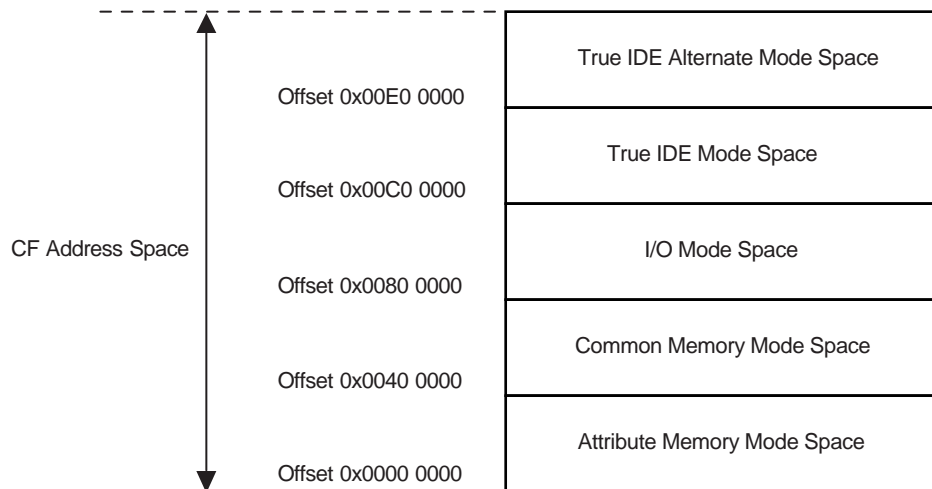 True IDE Alternate Mode Space
Offset 0x00E0 0000
True IDE Mode Space
Offset 0x00C0 0000
CF Address Space
I/O Mode Space
Offset 0x0080 0000
Common Memory Mode Space
Offset 0x0040 0000
Attribute Memory Mode Space
Offset 0x0000 0000